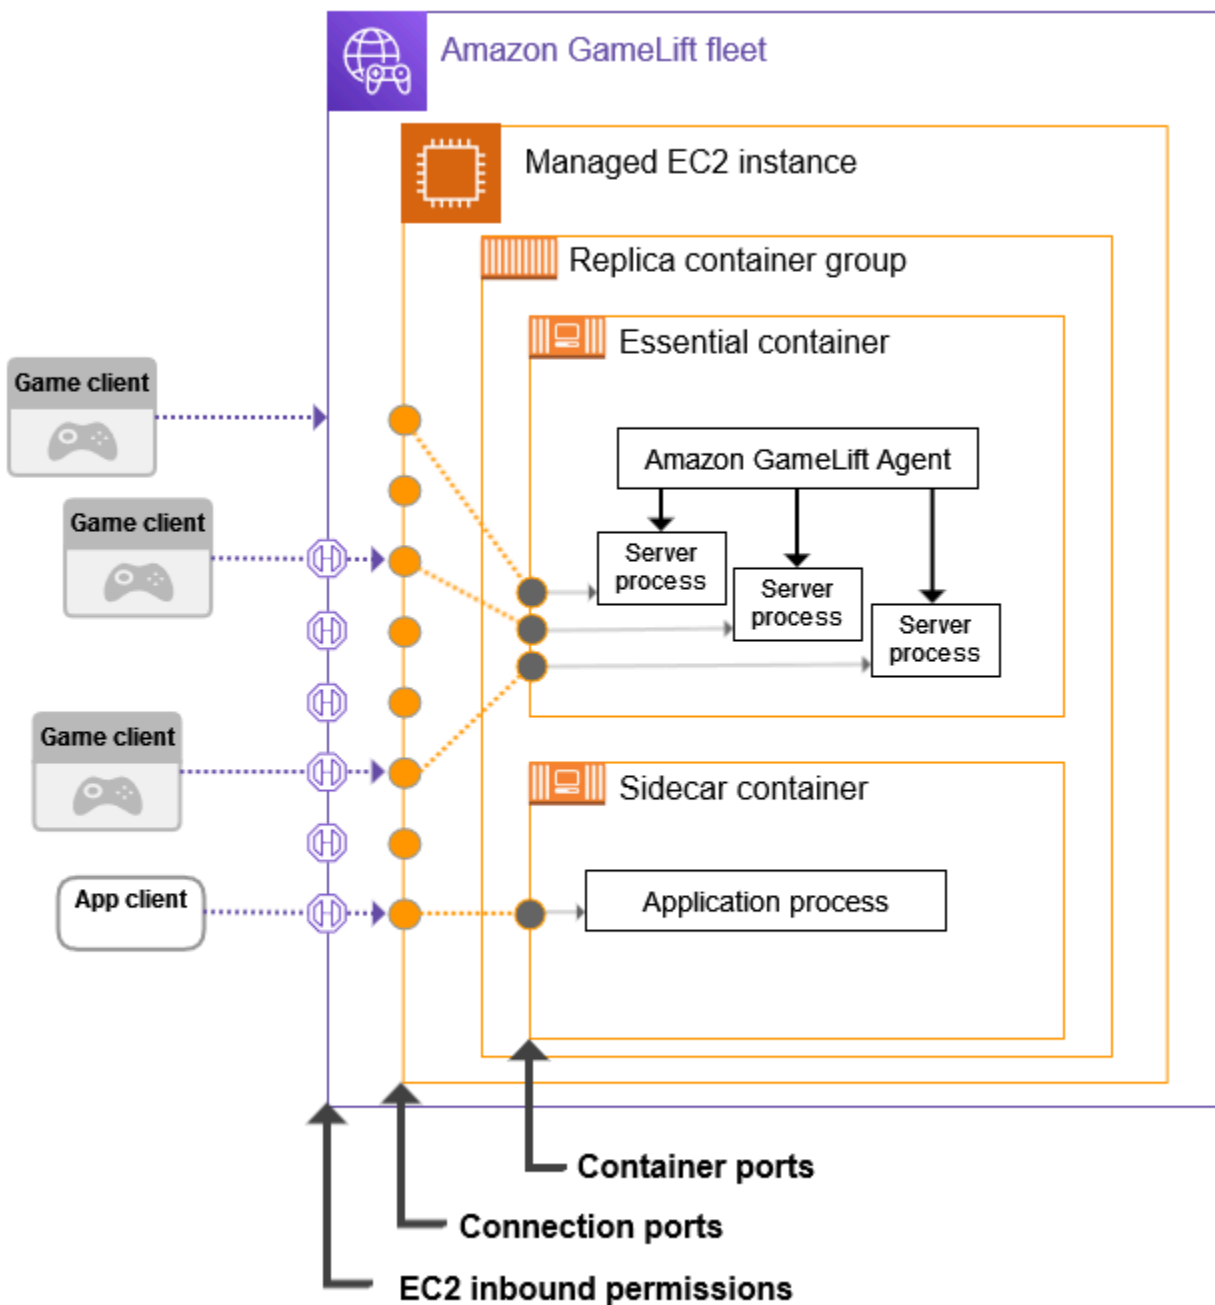 Amazon GameLift fleet
Managed EC2 instance
Replica container group
Essential container
Game client
Amazon GameLift Agent
Game client
Server
process
Server
process
Server
process
Game client
Sidecar container
App client
Application process
Container ports
Connection ports
EC2 inbound permissions